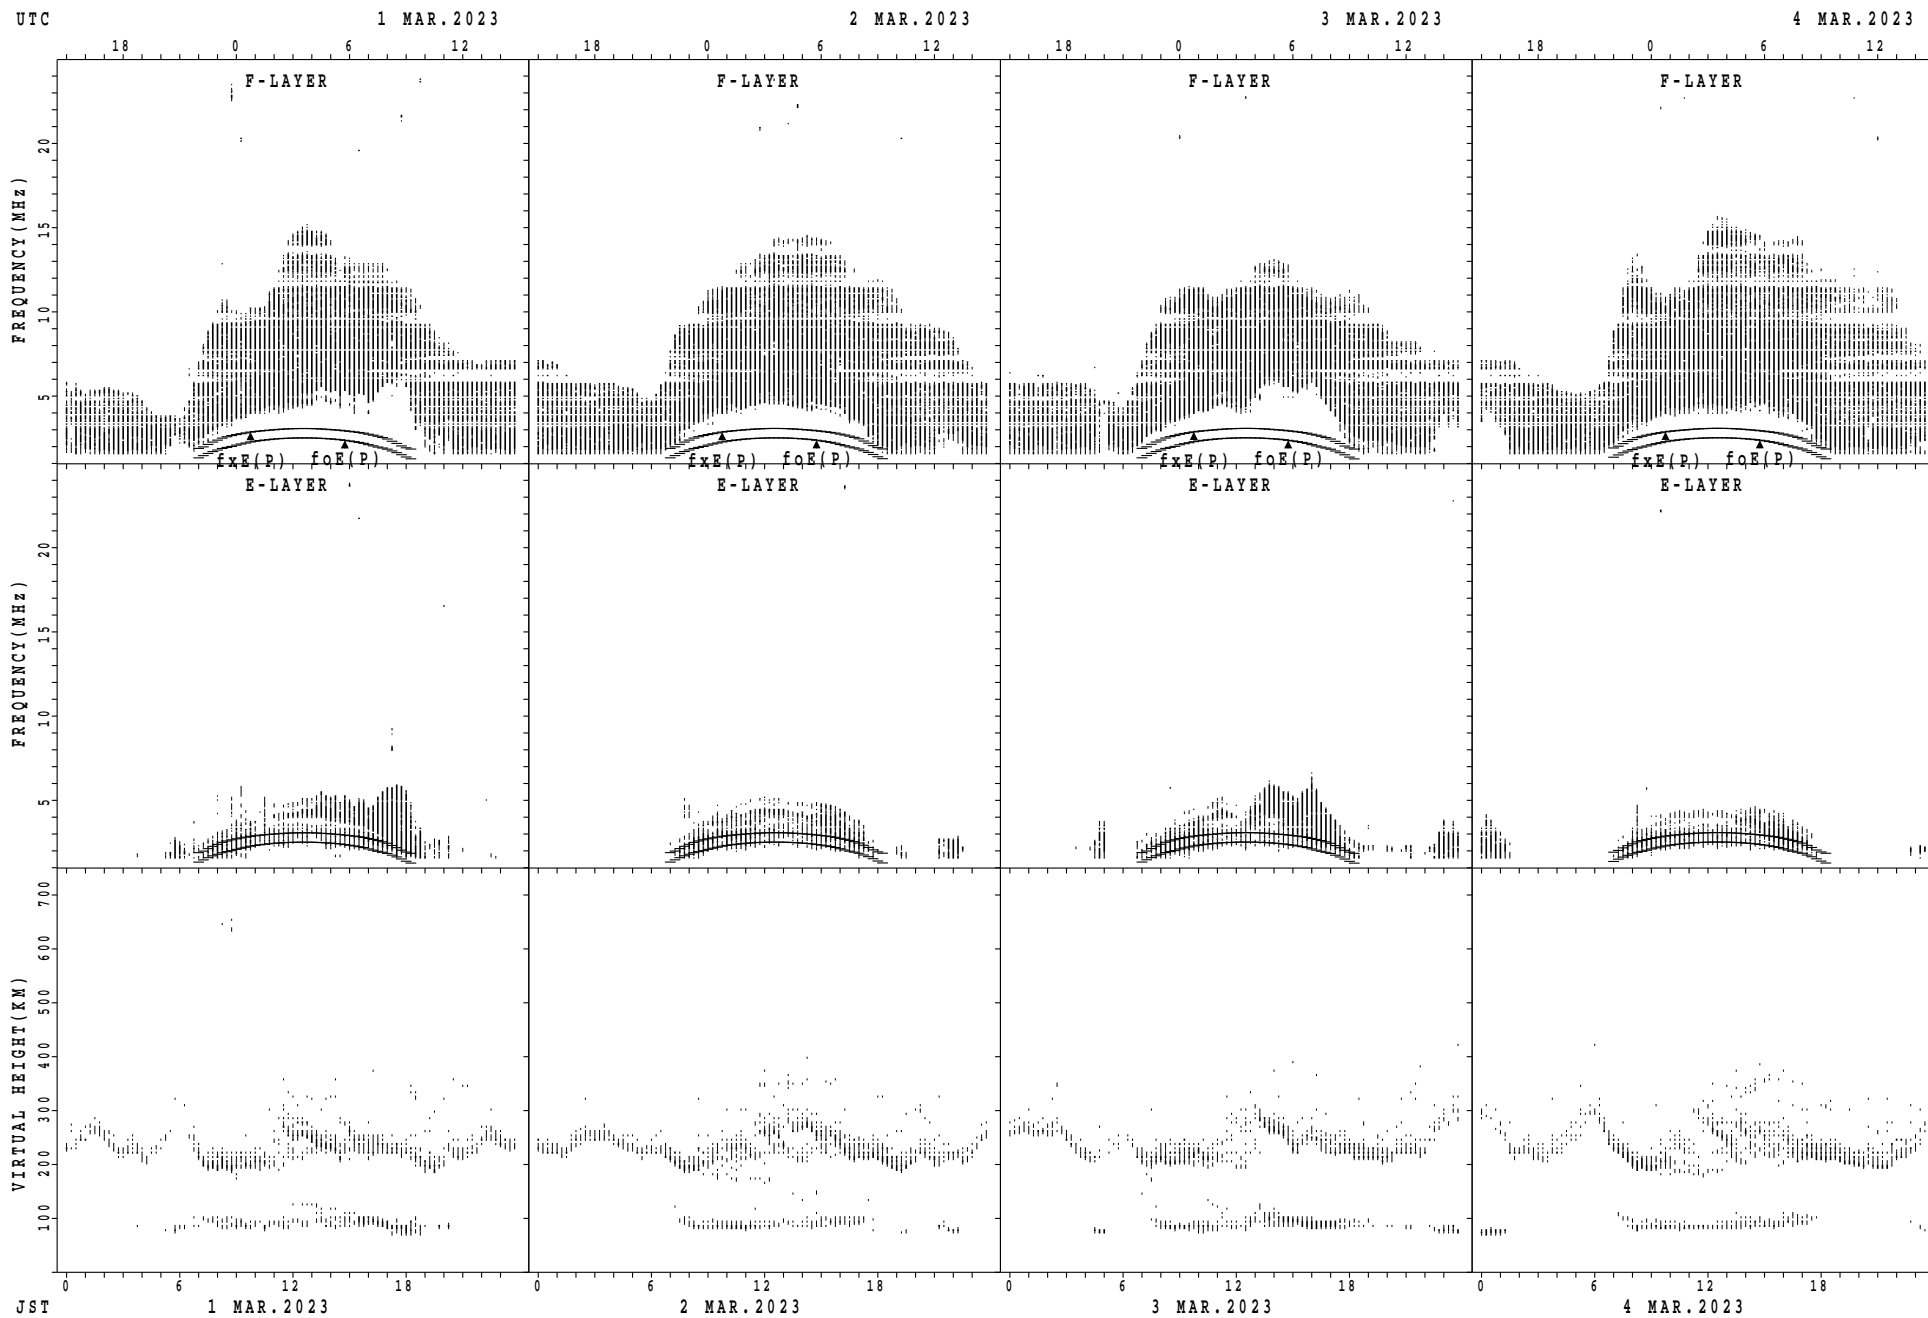 UTC 1 MAR.2023 2 MAR.2023 3 MAR.2023 4 MAR.2023
18 0 6 12 18 0 6 12 18 0 6 12 18 0 6 12
F-LAYER F-LAYER F-LAYER F-LAYER
FREQUENCY(MHz)
20
15
10
5
fxE(P) foE(P) fxE(P) foE(P) fxE(P) foE(P) fxE(P) foE(P)
E-LAYER E-LAYER E-LAYER E-LAYER
FREQUENCY(MHz)
20
15
10
5
VIRTUAL HEIGHT(KM)
700
600
500
400
300
200
100
0 6 12 18 0 6 12 18 0 6 12 18 0 6 12 18
JST 1 MAR.2023 2 MAR.2023 3 MAR.2023 4 MAR.2023